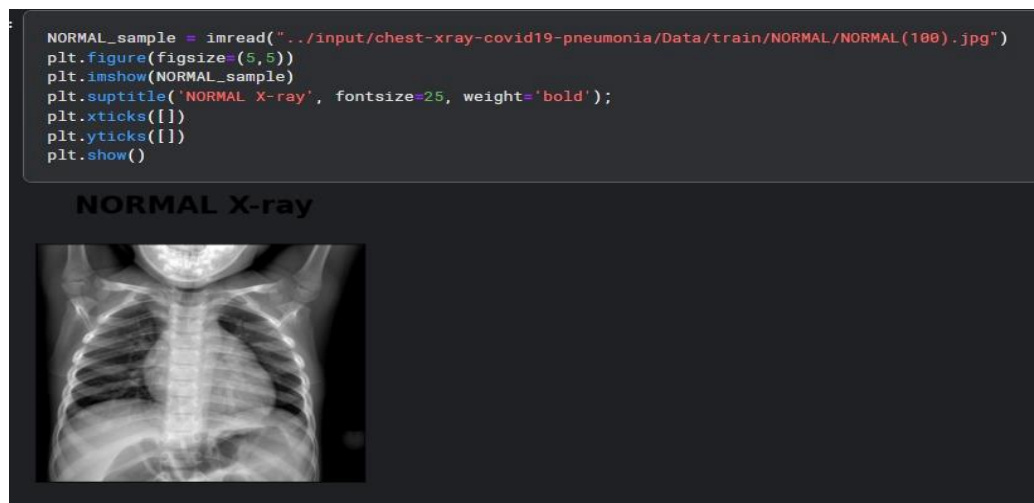 NORMAL_sample = imread("../input/chest-xray-covid19-pneumonia/Data/train/NORMAL/NORMAL(100).jpg")
plt.figure(figsize=(5,5))
plt.imshow(NORMAL_sample)
plt.suptitle('NORMAL X-ray', fontsize=25, weight='bold');
plt.xticks([])
plt.yticks([])
plt.show()
NORMAL X-ray